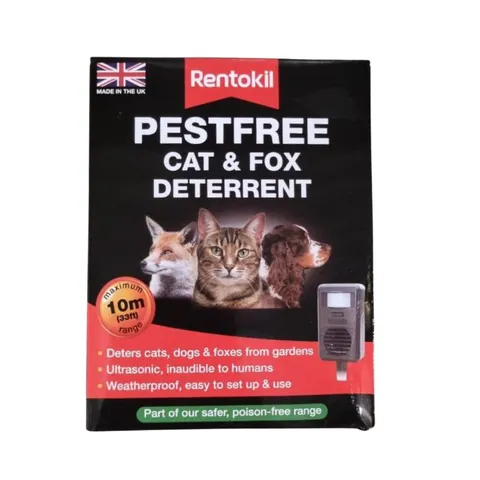 Rentokil
MADE IN THE UK
PESTFREE
CAT & FOX
DETERRENT
maximum
10m
(33ft)
range
• Deters cats, dogs & foxes from gardens
• Ultrasonic, inaudible to humans
• Weatherproof, easy to set up & use
Part of our safer, poison-free range